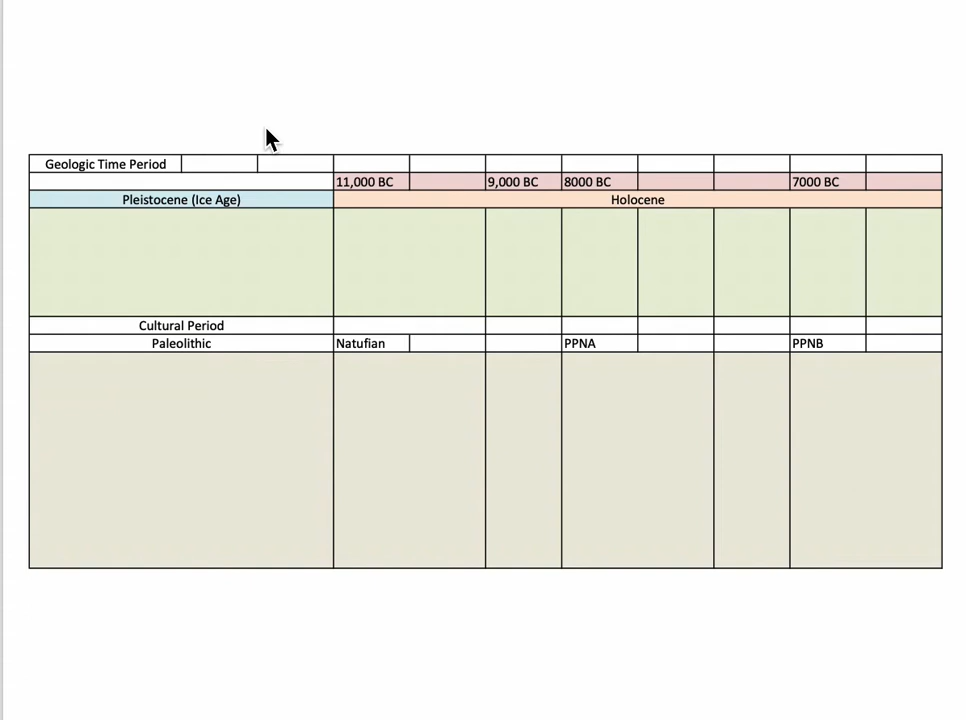 Geologic Time Period
11,000 BC 9,000 BC 8000 BC 7000 BC
Pleistocene (Ice Age) Holocene
Cultural Period
Paleolithic Natufian PPNA PPNB